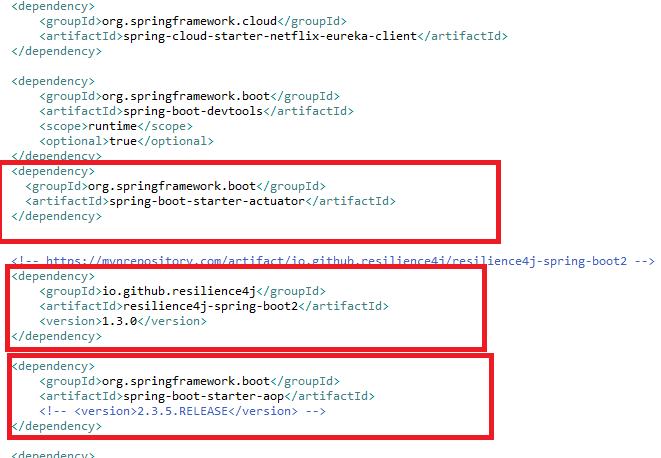 <dependency>
<groupId>org.springframework.cloud</groupId>
<artifactId>spring-cloud-starter-netflix-eureka-client</artifactId>
</dependency>
<dependency>
<groupId>org.springframework.boot</groupId>
<artifactId>spring-boot-devtools</artifactId>
<scope>runtime</scope>
<optional>true</optional>
</dependency>
<dependency>
<groupId>org.springframework.boot</groupId>
<artifactId>spring-boot-starter-actuator</artifactId>
</dependency>
<!-- https://mvnrepository.com/artifact/io.github.resilience4j/resilience4j-spring-boot2 -->
<dependency>
<groupId>io.github.resilience4j</groupId>
<artifactId>resilience4j-spring-boot2</artifactId>
<version>1.3.0</version>
</dependency>
<dependency>
<groupId>org.springframework.boot</groupId>
<artifactId>spring-boot-starter-aop</artifactId>
<!-- <version>2.3.5.RELEASE</version> -->
</dependency>
<dependency>